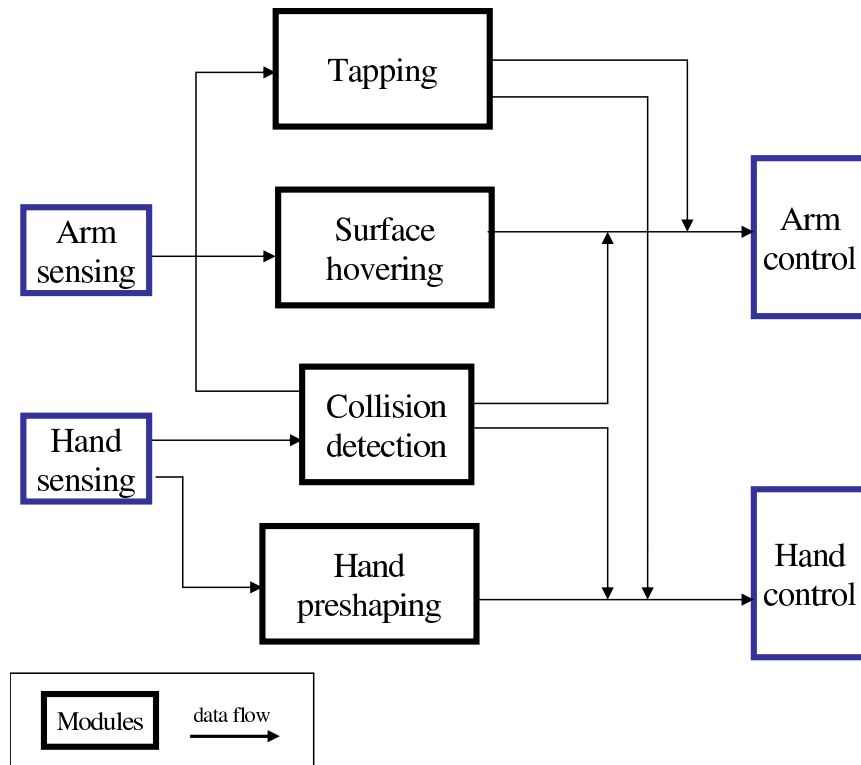 Tapping
Arm
sensing
Surface
hovering
Arm
control
Collision
detection
Hand
sensing
Hand
preshaping
Hand
control
Modules
data flow